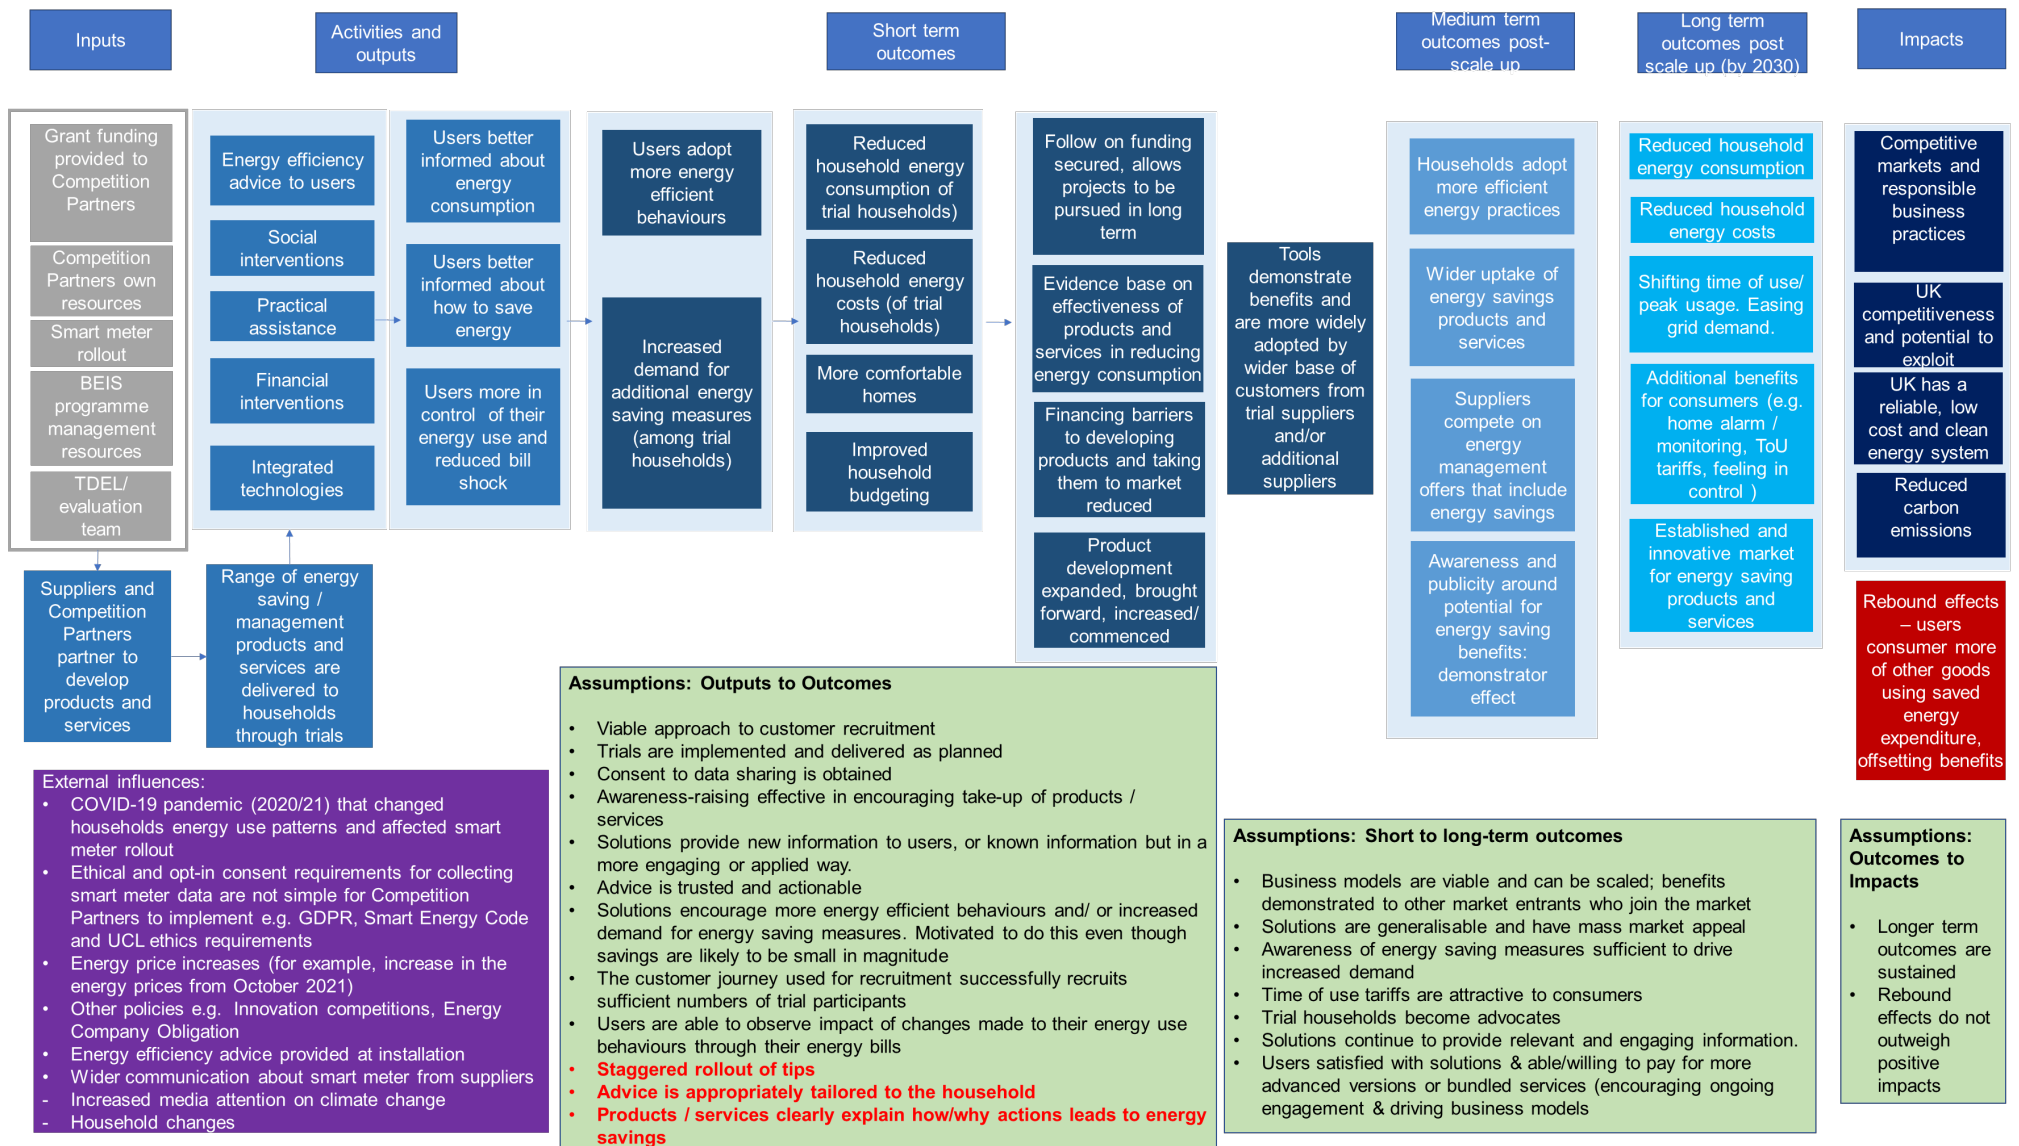 Inputs
Activities and
outputs
Short term
outcomes
Medium term
outcomes post-
scale up
Long term
outcomes post
scale up (by 2030)
Impacts
Grant funding
provided to
Competition
Partners
Competition
Partners own
resources
Smart meter
rollout
BEIS
programme
management
resources
TDEL/
evaluation
team
Suppliers and
Competition
Partners
partner to
develop
products and
services
Energy efficiency
advice to users
Social
interventions
Practical
assistance
Financial
interventions
Integrated
technologies
Range of energy
saving /
management
products and
services are
delivered to
households
through trials
Users better
informed about
energy
consumption
Users better
informed about
how to save
energy
Users more in
control of their
energy use and
reduced bill
shock
Users adopt
more energy
efficient
behaviours
Increased
demand for
additional energy
saving measures
(among trial
households)
Reduced
household energy
consumption of
trial households)
Reduced
household energy
costs (of trial
households)
More comfortable
homes
Improved
household
budgeting
Follow on funding
secured, allows
projects to be
pursued in long
term
Evidence base on
effectiveness of
products and
services in reducing
energy consumption
Financing barriers
to developing
products and taking
them to market
reduced
Product
development
expanded, brought
forward, increased/
commenced
Tools
demonstrate
benefits and
are more widely
adopted by
wider base of
customers from
trial suppliers
and/or
additional
suppliers
Households adopt
more efficient
energy practices
Wider uptake of
energy savings
products and
services
Suppliers
compete on
energy
management
offers that include
energy savings
Awareness and
publicity around
potential for
energy saving
benefits:
demonstrator
effect
Reduced household
energy consumption
Reduced household
energy costs
Shifting time of use/
peak usage. Easing
grid demand.
Additional benefits
for consumers (e.g.
home alarm /
monitoring, ToU
tariffs, feeling in
control )
Established and
innovative market
for energy saving
products and
services
Competitive
markets and
responsible
business
practices
UK
competitiveness
and potential to
exploit
UK has a
reliable, low
cost and clean
energy system
Reduced
carbon
emissions
Rebound effects
– users
consumer more
of other goods
using saved
energy
expenditure,
offsetting benefits
External influences:
• COVID-19 pandemic (2020/21) that changed
households energy use patterns and affected smart
meter rollout
• Ethical and opt-in consent requirements for collecting
smart meter data are not simple for Competition
Partners to implement e.g. GDPR, Smart Energy Code
and UCL ethics requirements
• Energy price increases (for example, increase in the
energy prices from October 2021)
• Other policies e.g. Innovation competitions, Energy
Company Obligation
• Energy efficiency advice provided at installation
• Wider communication about smart meter from suppliers
- Increased media attention on climate change
- Household changes
Assumptions: Outputs to Outcomes
• Viable approach to customer recruitment
• Trials are implemented and delivered as planned
• Consent to data sharing is obtained
• Awareness-raising effective in encouraging take-up of products /
services
• Solutions provide new information to users, or known information but in a
more engaging or applied way.
• Advice is trusted and actionable
• Solutions encourage more energy efficient behaviours and/ or increased
demand for energy saving measures. Motivated to do this even though
savings are likely to be small in magnitude
• The customer journey used for recruitment successfully recruits
sufficient numbers of trial participants
• Users are able to observe impact of changes made to their energy use
behaviours through their energy bills
• Staggered rollout of tips
• Advice is appropriately tailored to the household
• Products / services clearly explain how/why actions leads to energy
savings
Assumptions: Short to long-term outcomes
• Business models are viable and can be scaled; benefits
demonstrated to other market entrants who join the market
• Solutions are generalisable and have mass market appeal
• Awareness of energy saving measures sufficient to drive
increased demand
• Time of use tariffs are attractive to consumers
• Trial households become advocates
• Solutions continue to provide relevant and engaging information.
• Users satisfied with solutions & able/willing to pay for more
advanced versions or bundled services (encouraging ongoing
engagement & driving business models
Assumptions:
Outcomes to
Impacts
• Longer term
outcomes are
sustained
• Rebound
effects do not
outweigh
positive
impacts